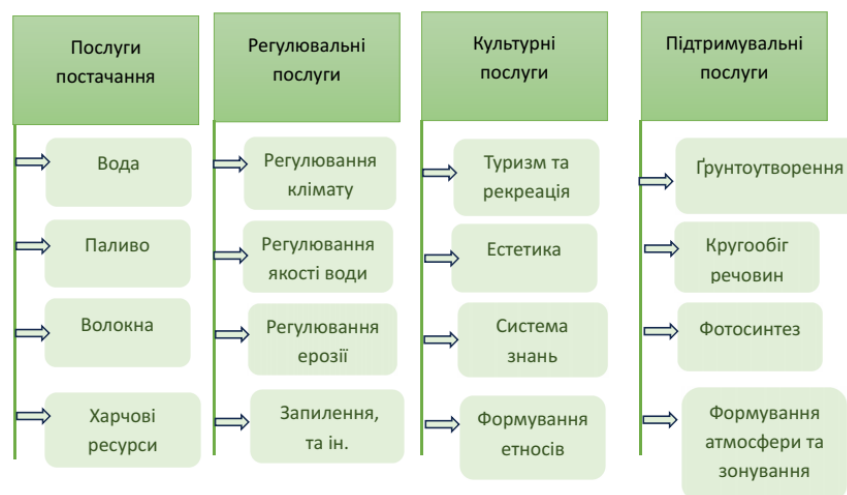 Послуги
постачання
Вода
Паливо
Волокна
Харчові
ресурси
Регулювальні
послуги
Регулювання
клімату
Регулювання
якості води
Регулювання
ерозії
Запилення,
та ін.
Культурні
послуги
Туризм та
рекреація
Естетика
Система
знань
Формування
етносів
Підтримувальні
послуги
Ґрунтоутворення
Кругообіг
речовин
Фотосинтез
Формування
атмосфери та
зонування